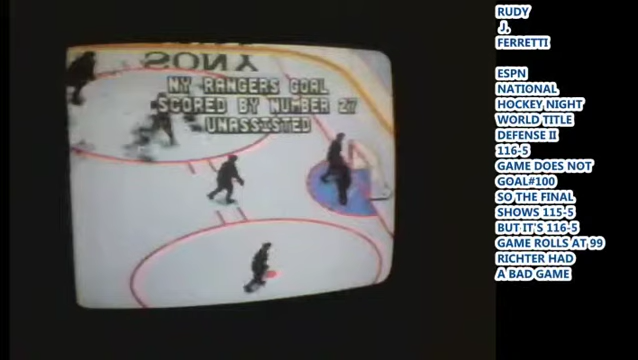 SONY
NY RANGERS GOAL
SCORED BY NUMBER 27
UNASSISTED
RUDY
J.
FERRETTI
ESPN
NATIONAL
HOCKEY NIGHT
WORLD TITLE
DEFENSE II
116-5
GAME DOES NOT
GOAL#100
SO THE FINAL
SHOWS 115-5
BUT IT'S 116-5
GAME ROLLS AT 99
RICHTER HAD
A BAD GAME